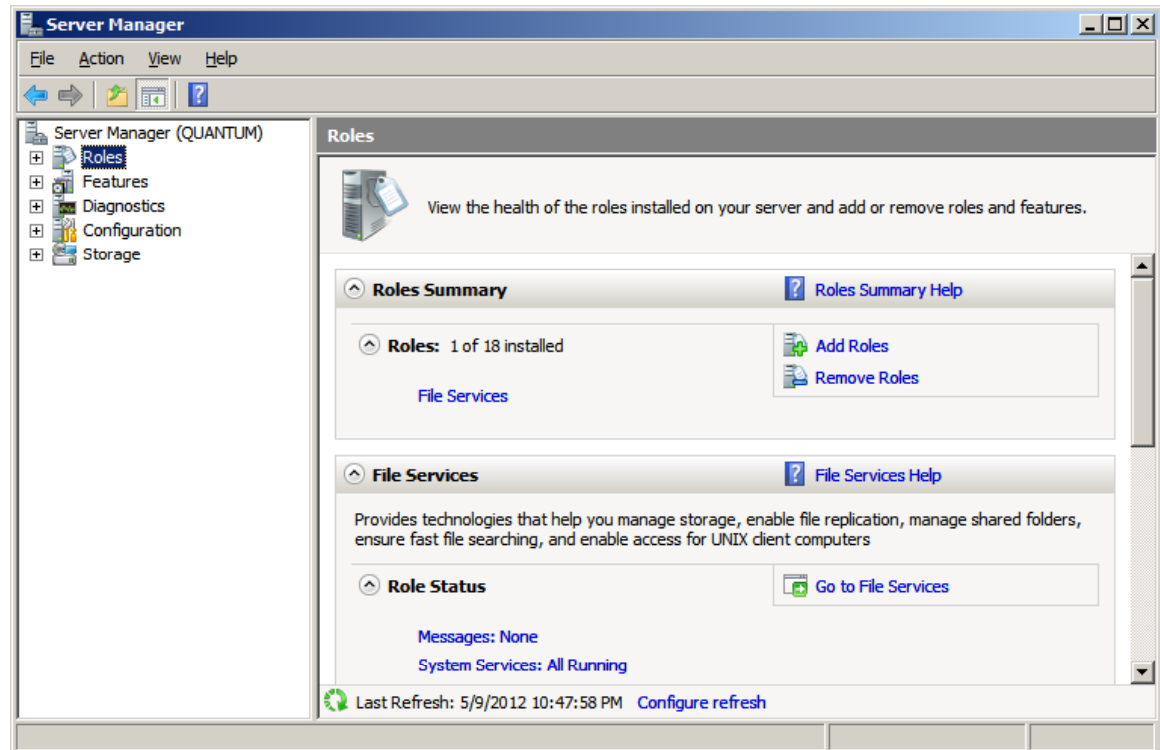 Server Manager
File Action View Help
Server Manager (QUANTUM)
Roles
Features
Diagnostics
Configuration
Storage
Roles
View the health of the roles installed on your server and add or remove roles and features.
Roles Summary
Roles Summary Help
Roles: 1 of 18 installed
Add Roles
Remove Roles
File Services
File Services
File Services Help
Provides technologies that help you manage storage, enable file replication, manage shared folders,
ensure fast file searching, and enable access for UNIX client computers
Role Status
Go to File Services
Messages: None
System Services: All Running
Last Refresh: 5/9/2012 10:47:58 PM Configure refresh